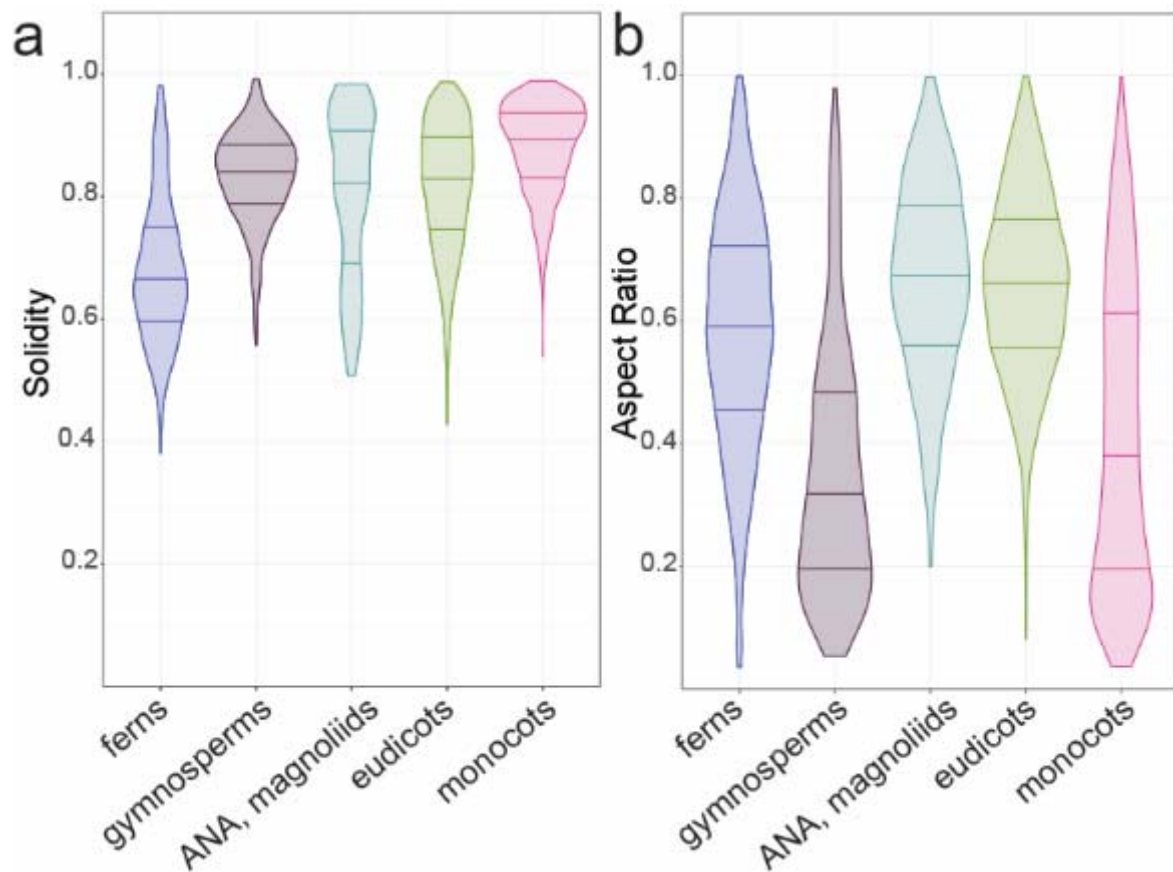 a
Solidity
1.0
0.8
0.6
0.4
0.2
ferns
gymnosperms
ANA, magnoliids
eudicots
monocots
b
Aspect Ratio
1.0
0.8
0.6
0.4
0.2
ferns
gymnosperms
ANA, magnoliids
eudicots
monocots